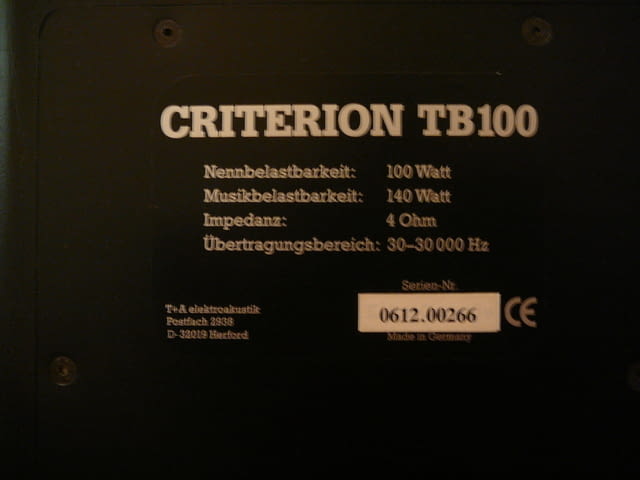 CRITERION TB100
Nennbelastbarkeit: 100 Watt
Musikbelastbarkeit: 140 Watt
Impedanz: 4 Ohm
Übertragungsbereich: 30–30 000 Hz
Serien-Nr.
0612.00266
CE
Made in Germany
T+A elektroakustik
Postfach 2938
D-32019 Herford